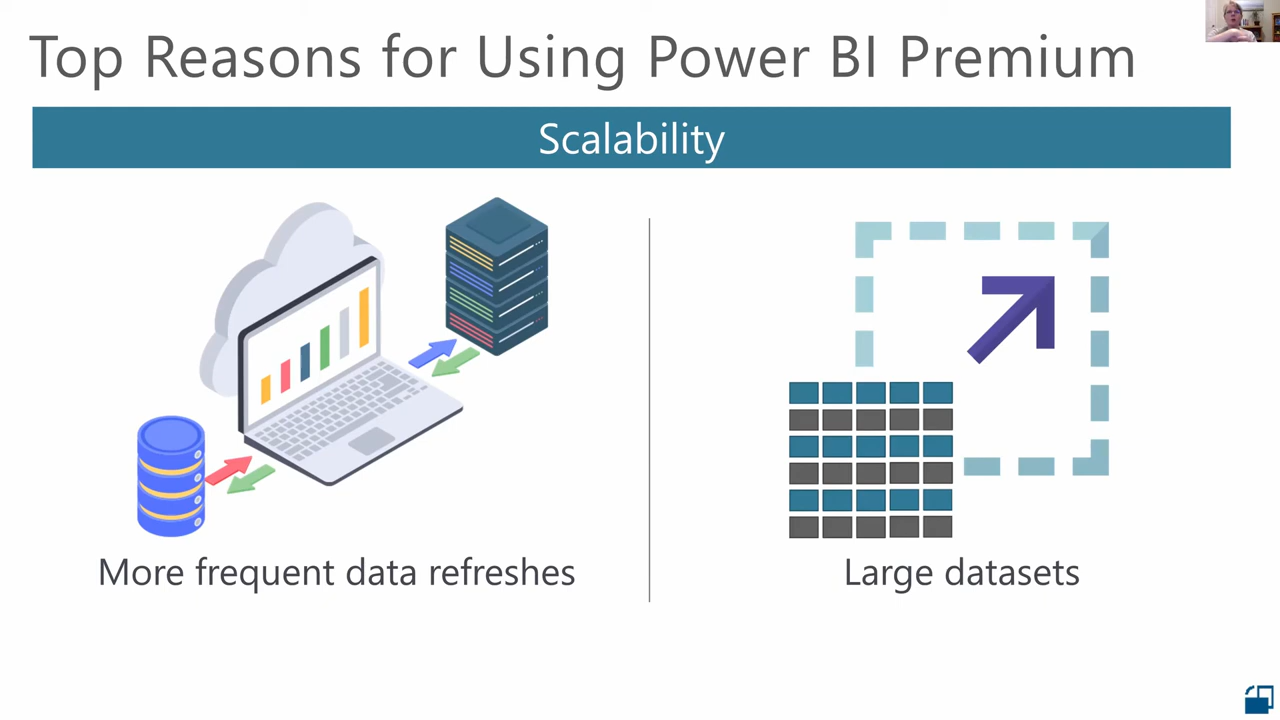 Top Reasons for Using Power BI Premium
Scalability
More frequent data refreshes
Large datasets